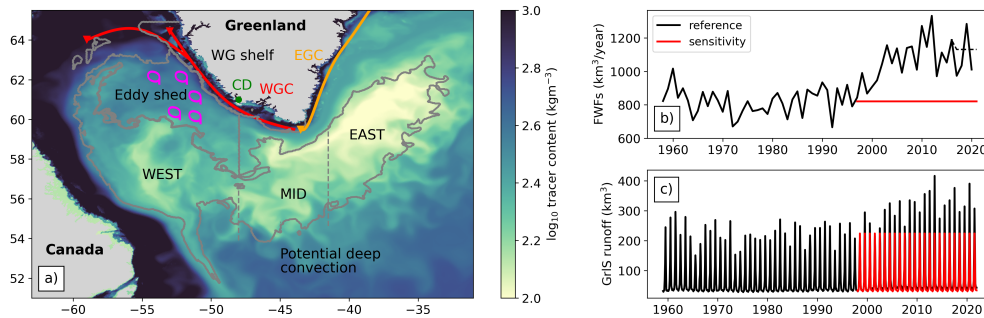 64
62
60
58
56
54
52
−60
−55
−50
−45
−40
−35
Greenland
WG shelf
EGC
CD
WGC
Eddy shed
EAST
WEST
MID
Canada
Potential deep
convection
a)
3.0
2.8
2.6
2.4
2.2
2.0
log₁₀ tracer content (kgm⁻³)
FWFs (km³/year)
1200
1000
800
600
reference
sensitivity
b)
1960
1970
1980
1990
2000
2010
2020
GrIS runoff (km³)
400
300
200
100
c)
1960
1970
1980
1990
2000
2010
2020